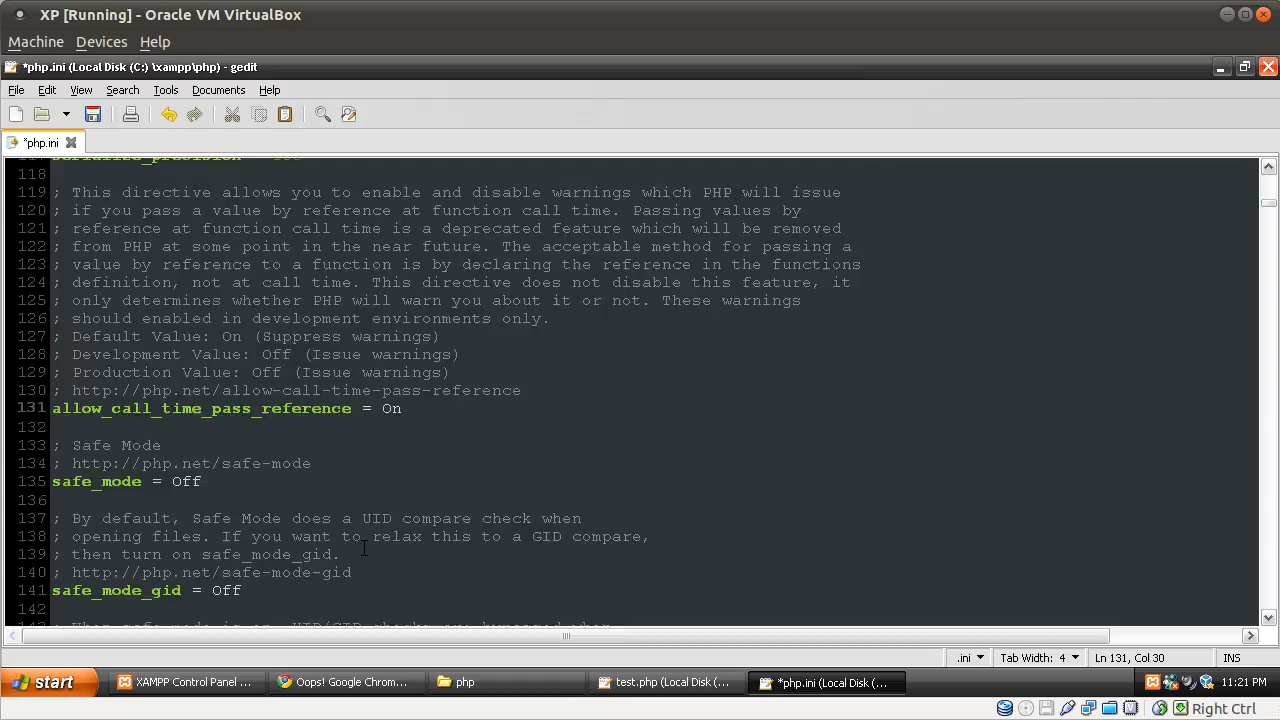 XP [Running] - Oracle VM VirtualBox
Machine Devices Help
*php.ini (Local Disk (C:) \xampp\php) - gedit
File Edit View Search Tools Documents Help
*php.ini
118
119 ; This directive allows you to enable and disable warnings which PHP will issue
120 ; if you pass a value by reference at function call time. Passing values by
121 ; reference at function call time is a deprecated feature which will be removed
122 ; from PHP at some point in the near future. The acceptable method for passing a
123 ; value by reference to a function is by declaring the reference in the functions
124 ; definition, not at call time. This directive does not disable this feature, it
125 ; only determines whether PHP will warn you about it or not. These warnings
126 ; should enabled in development environments only.
127 ; Default Value: On (Suppress warnings)
128 ; Development Value: Off (Issue warnings)
129 ; Production Value: Off (Issue warnings)
130 ; http://php.net/allow-call-time-pass-reference
131 allow_call_time_pass_reference = On
132
133 ; Safe Mode
134 ; http://php.net/safe-mode
135 safe_mode = Off
136
137 ; By default, Safe Mode does a UID compare check when
138 ; opening files. If you want to relax this to a GID compare,
139 ; then turn on safe_mode_gid.
140 ; http://php.net/safe-mode-gid
141 safe_mode_gid = Off
142
.ini Tab Width: 4 Ln 131, Col 30 INS
start XAMPP Control Panel ... Oops! Google Chrom... php test.php (Local Disk (... *php.ini (Local Disk (... 11:21 PM
Right Ctrl